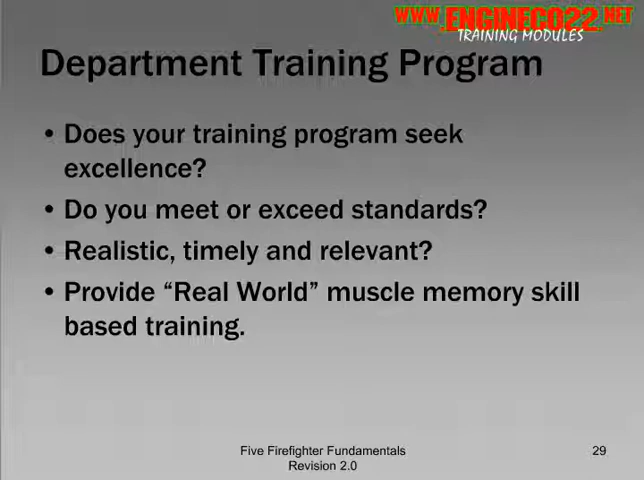 WWW.ENGINECO22.NET
TRAINING MODULES
Department Training Program
• Does your training program seek
excellence?
• Do you meet or exceed standards?
• Realistic, timely and relevant?
• Provide “Real World” muscle memory skill
based training.
Five Firefighter Fundamentals
Revision 2.0
29